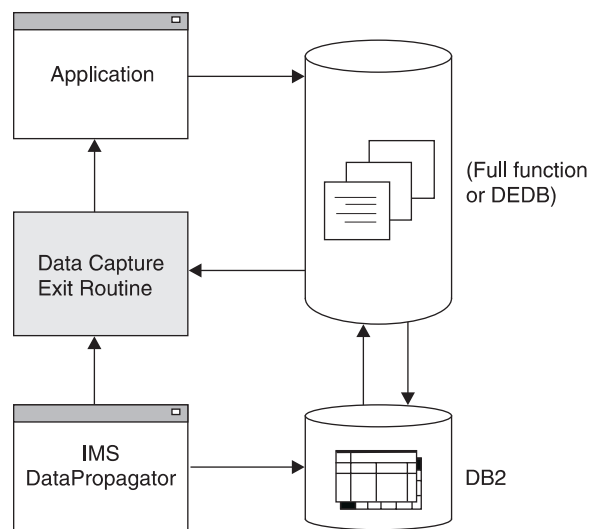 Application
(Full function
or DEDB)
Data Capture
Exit Routine
IMS
DataPropagator
DB2